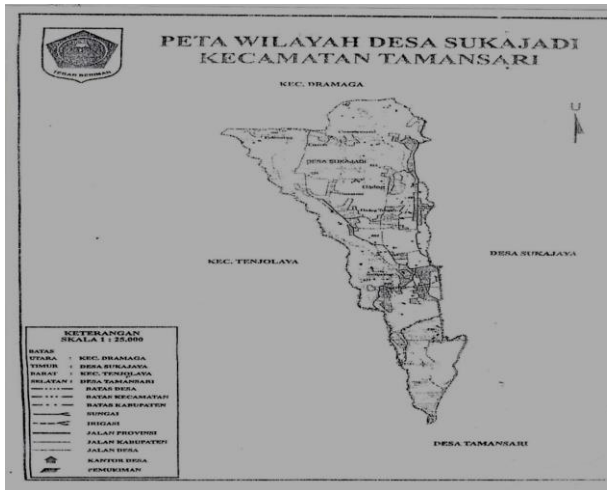 PETA WILAYAH DESA SUKAJADI
KECAMATAN TAMANSARI
TEGAR BERIMAN
KEC. DRAMAGA
U
DESA SUKAJADI
KEC. TENJOLAYA
DESA SUKAJAYA
DESA TAMANSARI
KETERANGAN
SKALA 1 : 25,000
BATAS
UTARA : KEC. DRAMAGA
TIMUR : DESA SUKAJAYA
BARAT : KEC. TENJOLAYA
SELATAN : DESA TAMANSARI
BATAS DESA
BATAS KECAMATAN
BATAS KABUPATEN
SUNGAI
IRIGASI
JALAN PROVINSI
JALAN KABUPATEN
JALAN DESA
KANTOR DESA
PEMUKIMAN